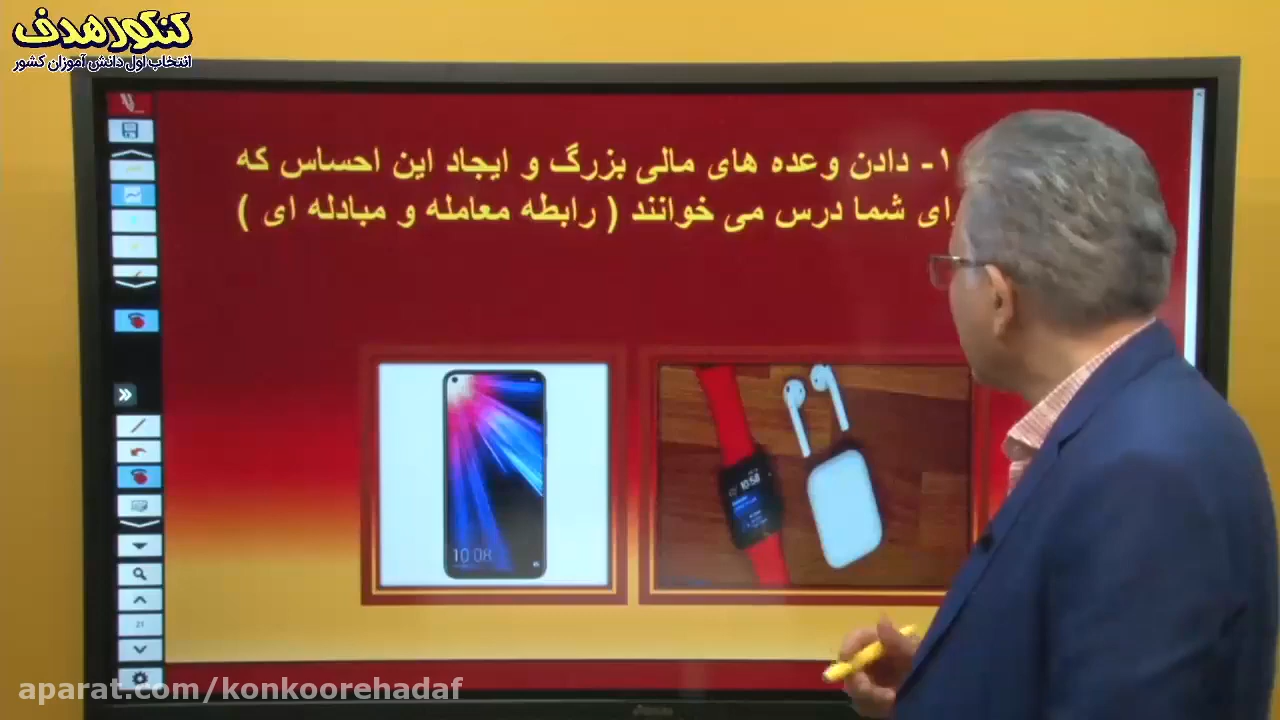 کنکور هدف
انتخاب اول دانش آموزان کشور
۱- دادن وعده های مالی بزرگ و ایجاد این احساس که
شما درس می خوانند ( رابطه معامله و مبادله ای )
10:58
10:08
21
aparat.com/konkoorehadaf